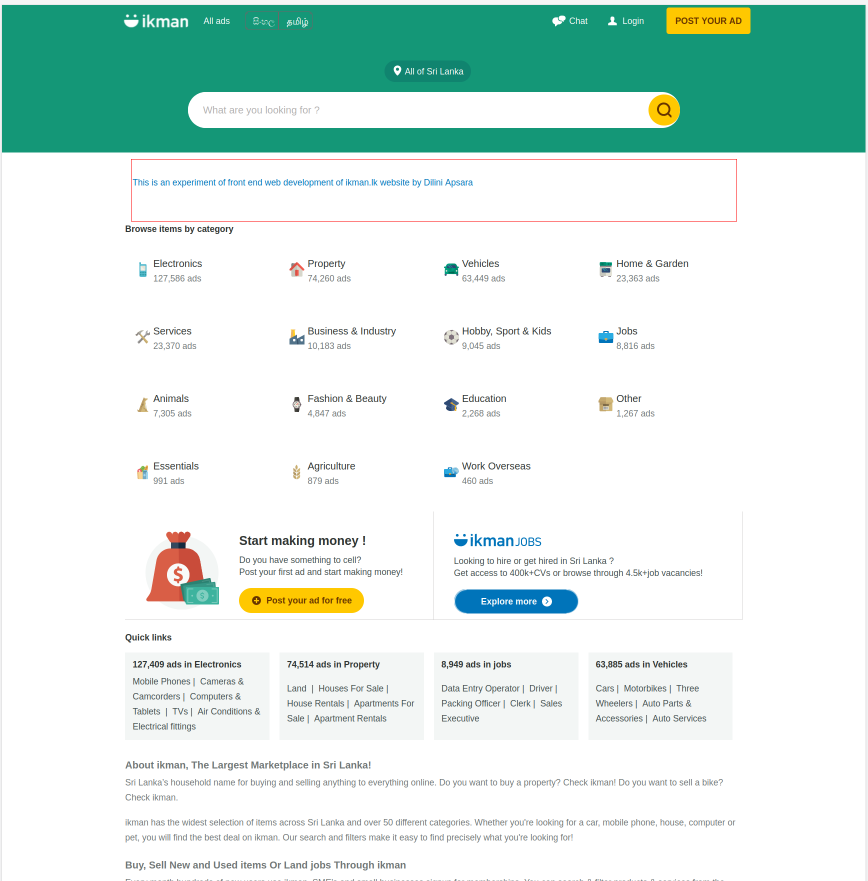 ikman All ads සිංහල தமிழ் Chat Login POST YOUR AD
All of Sri Lanka
What are you looking for ?
This is an experiment of front end web development of ikman.lk website by Dilini Apsara
Browse items by category
Electronics Property Vehicles Home & Garden
127,586 ads 74,260 ads 63,449 ads 23,363 ads
Services Business & Industry Hobby, Sport & Kids Jobs
23,370 ads 10,183 ads 9,045 ads 8,816 ads
Animals Fashion & Beauty Education Other
7,305 ads 4,847 ads 2,268 ads 1,267 ads
Essentials Agriculture Work Overseas
991 ads 879 ads 460 ads
Start making money !
Do you have something to cell?
Post your first ad and start making money!
Post your ad for free
ikman JOBS
Looking to hire or get hired in Sri Lanka ?
Get access to 400k+CVs or browse through 4.5k+job vacancies!
Explore more
Quick links
127,409 ads in Electronics
Mobile Phones | Cameras &
Camcorders | Computers &
Tablets | TVs | Air Conditions &
Electrical fittings
74,514 ads in Property
Land | Houses For Sale |
House Rentals | Apartments For
Sale | Apartment Rentals
8,949 ads in jobs
Data Entry Operator | Driver |
Packing Officer | Clerk | Sales
Executive
63,885 ads in Vehicles
Cars | Motorbikes | Three
Wheelers | Auto Parts &
Accessories | Auto Services
About ikman, The Largest Marketplace in Sri Lanka!
Sri Lanka's household name for buying and selling anything to everything online. Do you want to buy a property? Check ikman! Do you want to sell a bike?
Check ikman.
ikman has the widest selection of items across Sri Lanka and over 50 different categories. Whether you're looking for a car, mobile phone, house, computer or
pet, you will find the best deal on ikman. Our search and filters make it easy to find precisely what you're looking for!
Buy, Sell New and Used items Or Land jobs Through ikman